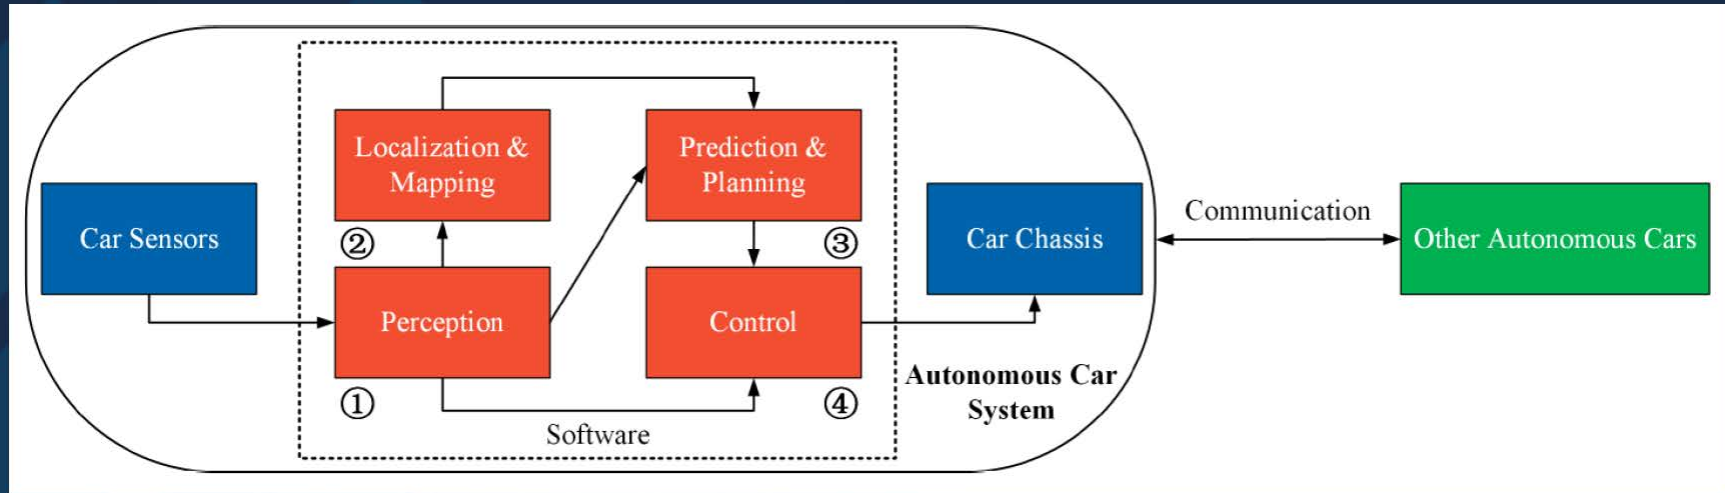 Car Sensors
Localization &
Mapping
②
Perception
①
Prediction &
Planning
③
Control
④
Software
Car Chassis
Autonomous Car
System
Communication
Other Autonomous Cars